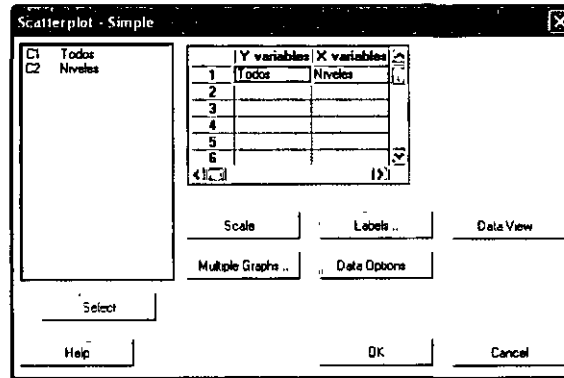 Scatterplot - Simple
C1 Todos
C2 Niveles
Y variables X variables
1 Todos Niveles
2
3
4
5
6
Scale Labels .. Data View
Multiple Graphs .. Data Options
Select
Help OK Cancel